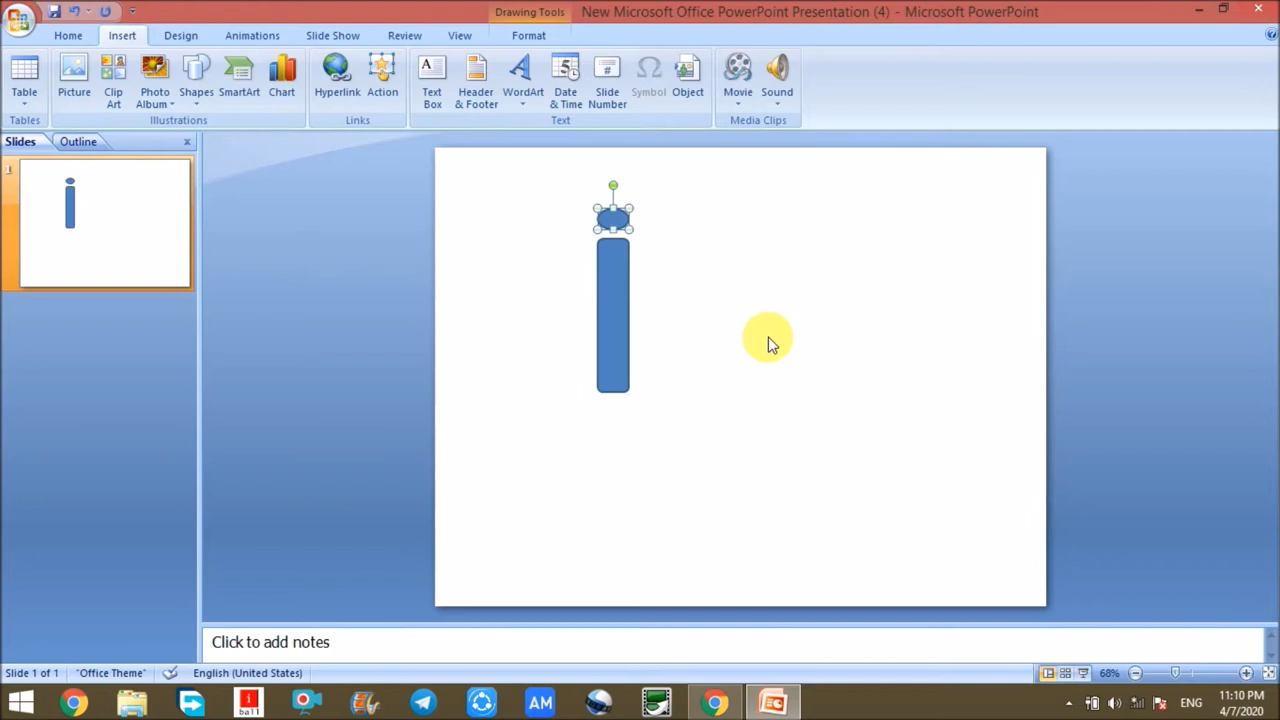 Drawing Tools
New Microsoft Office PowerPoint Presentation (4) - Microsoft PowerPoint
Home Insert Design Animations Slide Show Review View Format
Table Picture Clip Art Photo Album Shapes SmartArt Chart Hyperlink Action Text Box Header & Footer WordArt Date & Time Slide Number Symbol Object Movie Sound
Tables Illustrations Links Text Media Clips
Slides Outline
1
Click to add notes
Slide 1 of 1 "Office Theme" English (United States) 68%
i
ball
AM
ENG
11:10 PM
4/7/2020